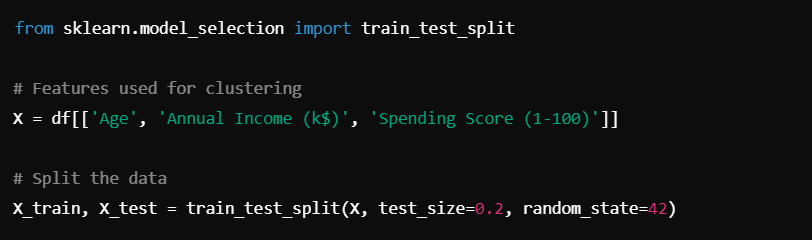 from sklearn.model_selection import train_test_split
# Features used for clustering
X = df[['Age', 'Annual Income (k$)', 'Spending Score (1-100)']]
# Split the data
X_train, X_test = train_test_split(X, test_size=0.2, random_state=42)